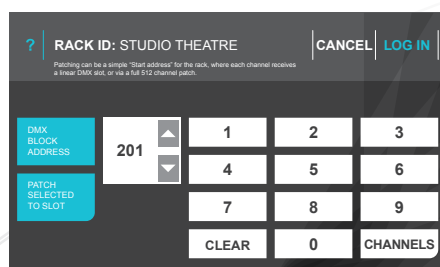 ? RACK ID: STUDIO THEATRE CANCEL LOG IN
Patching can be a simple "Start address" for the rack, where each channel receives
a linear DMX slot, or via a full 512 channel patch.
DMX
BLOCK
ADDRESS
201
1 2 3
4 5 6
PATCH
SELECTED
TO SLOT
7 8 9
CLEAR 0 CHANNELS